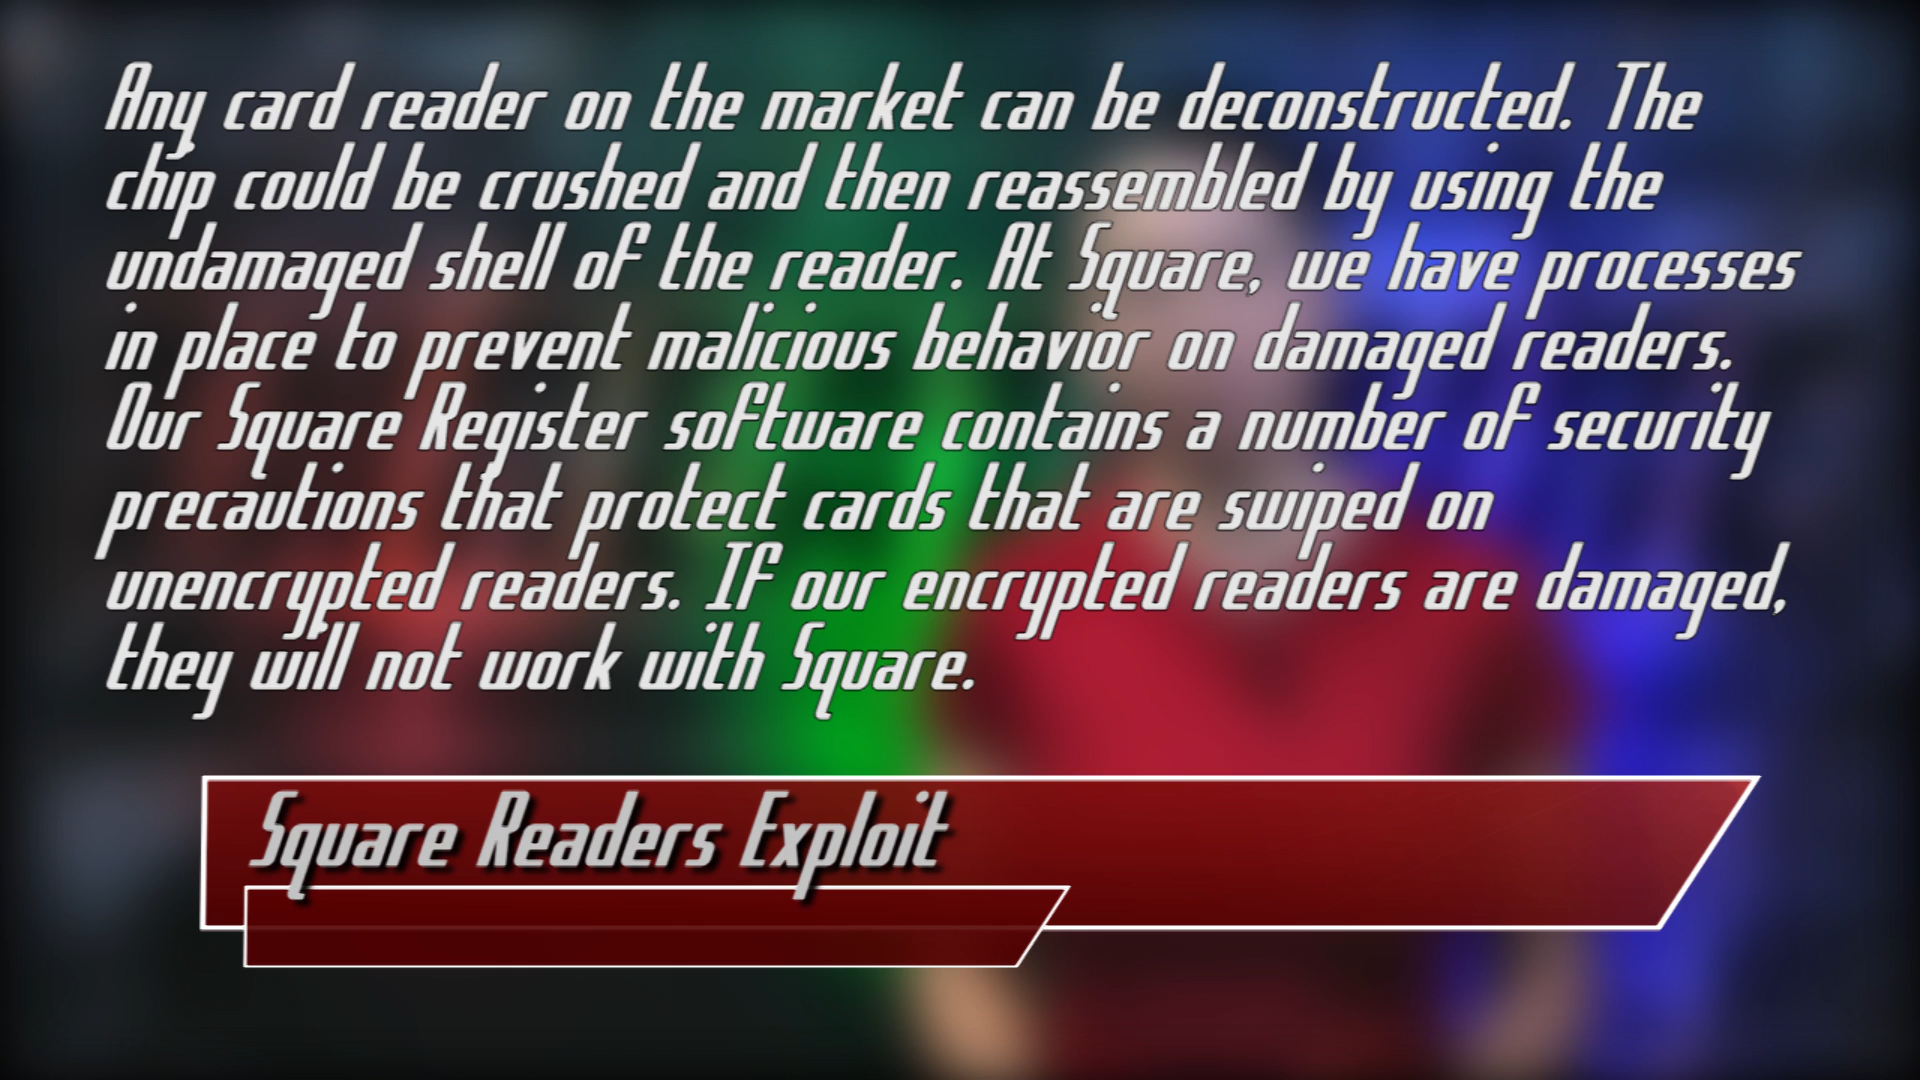 Any card reader on the market can be deconstructed. The
chip could be crushed and then reassembled by using the
undamaged shell of the reader. At Square, we have processes
in place to prevent malicious behavior on damaged readers.
Our Square Register software contains a number of security
precautions that protect cards that are swiped on
unencrypted readers. If our encrypted readers are damaged,
they will not work with Square.
Square Readers Exploit